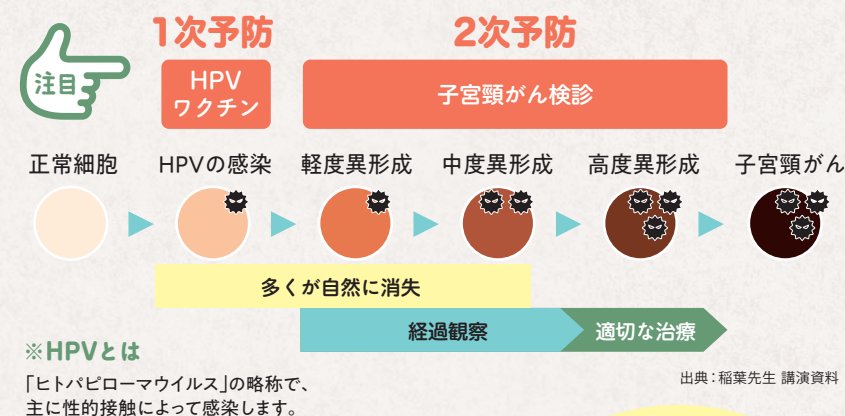 注目
1次予防
2次予防
HPV
ワクチン
子宮頸がん検診
正常細胞
HPVの感染
軽度異形成
中度異形成
高度異形成
子宮頸がん
多くが自然に消失
経過観察
適切な治療
※HPVとは
「ヒトパピローマウイルス」の略称で、
主に性的接触によって感染します。
出典：稲葉先生 講演資料